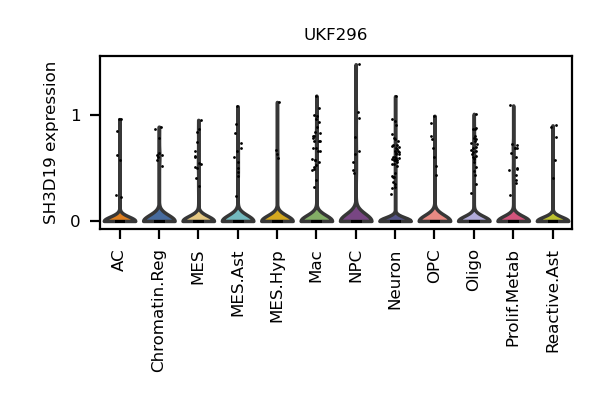 UKF296
SH3D19 expression
1
0
AC
Chromatin.Reg
MES
MES.Ast
MES.Hyp
Mac
NPC
Neuron
OPC
Oligo
Prolif.Metab
Reactive.Ast